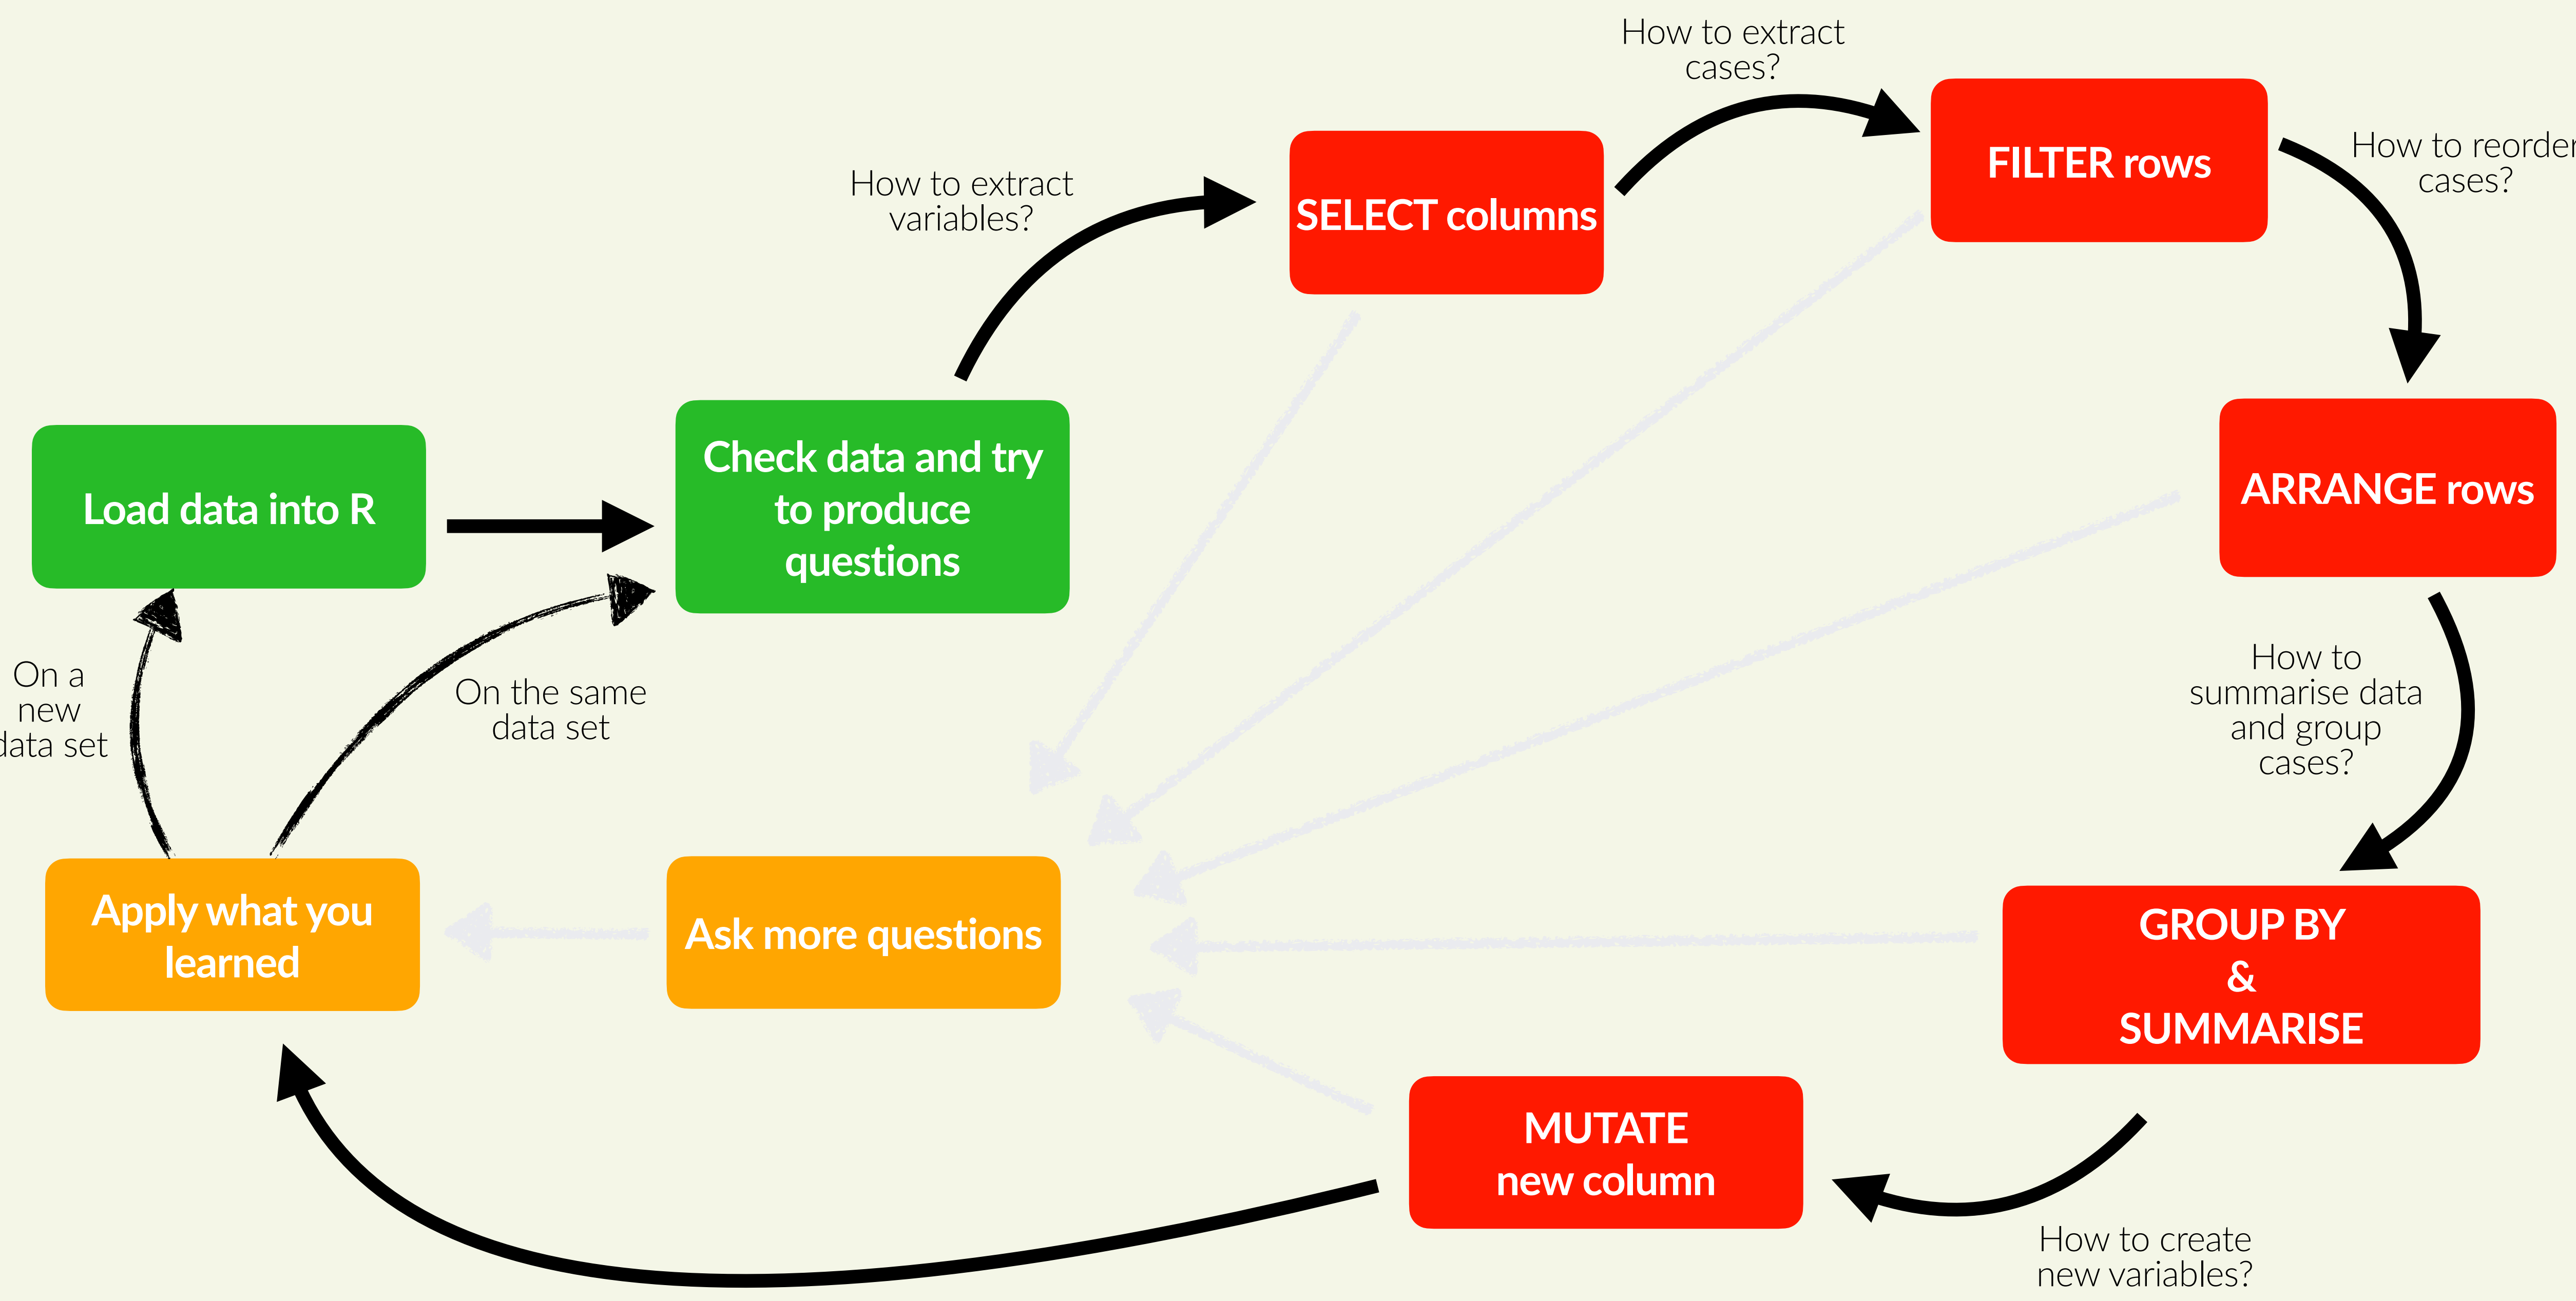 How to extract
cases?
FILTER rows
How to reorder
cases?
How to extract
variables?
SELECT columns
Load data into R
Check data and try
to produce
questions
ARRANGE rows
On a
new
data set
On the same
data set
How to
summarise data
and group
cases?
Apply what you
learned
Ask more questions
GROUP BY
&
SUMMARISE
MUTATE
new column
How to create
new variables?